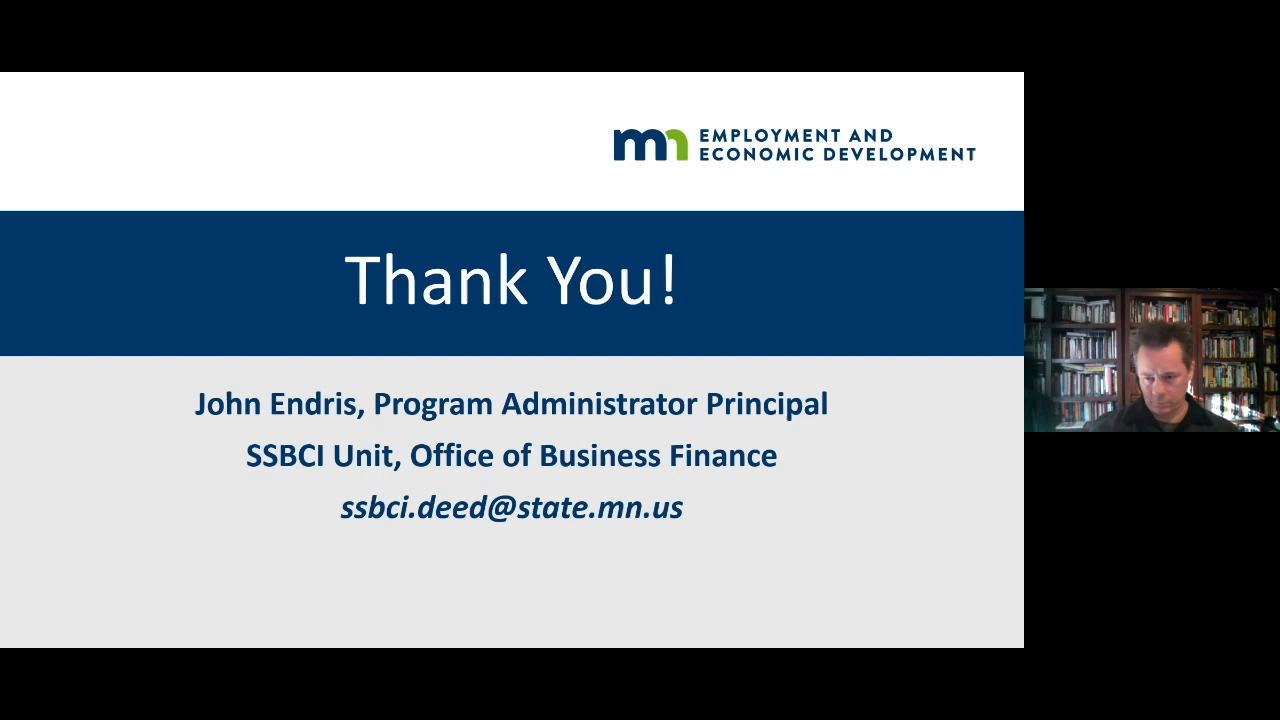 mn EMPLOYMENT AND
ECONOMIC DEVELOPMENT
Thank You!
John Endris, Program Administrator Principal
SSBCI Unit, Office of Business Finance
ssbci.deed@state.mn.us